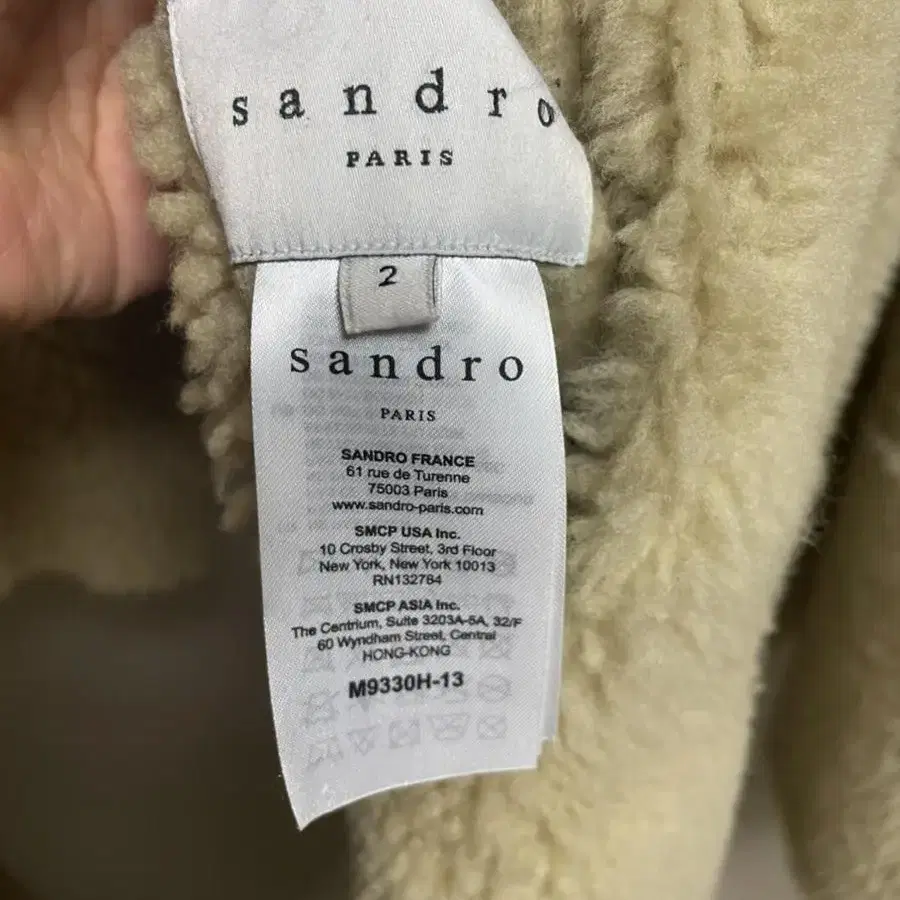 sandro
PARIS
2
sandro
PARIS
SANDRO FRANCE
61 rue de Turenne
75003 Paris
www.sandro-paris.com
SMCP USA Inc.
10 Crosby Street, 3rd Floor
New York, New York 10013
RN132784
SMCP ASIA Inc.
The Centrium, Suite 3203A-5A, 32/F
60 Wyndham Street, Central
HONG-KONG
M9330H-13